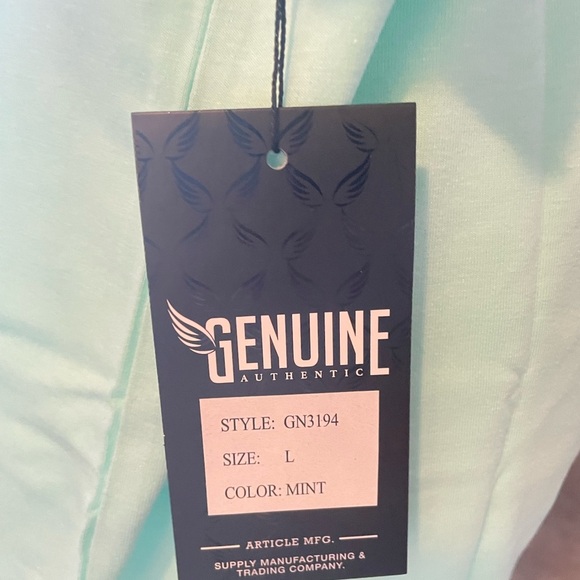 GENUINE
AUTHENTIC
STYLE: GN3194
SIZE: L
COLOR: MINT
ARTICLE MFG.
SUPPLY MANUFACTURING &
TRADING COMPANY.